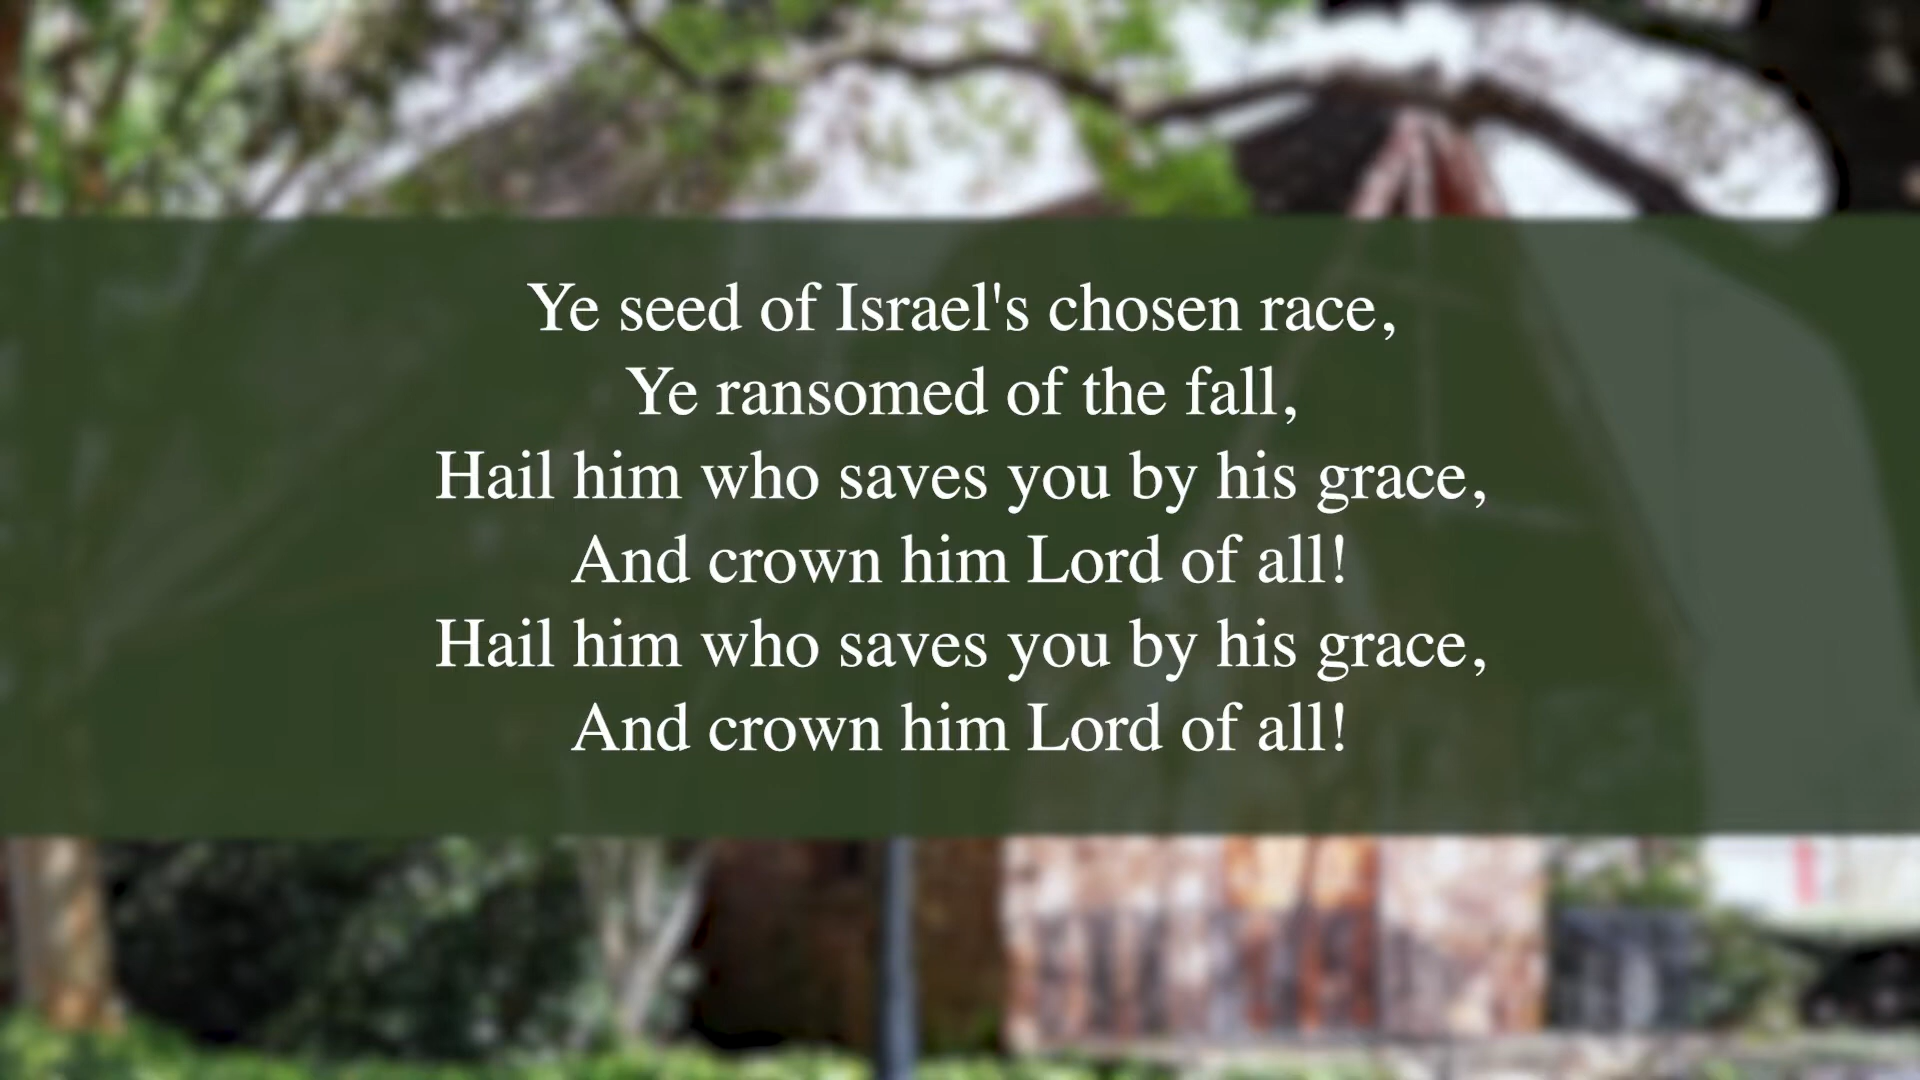 Ye seed of Israel's chosen race,
Ye ransomed of the fall,
Hail him who saves you by his grace,
And crown him Lord of all!
Hail him who saves you by his grace,
And crown him Lord of all!